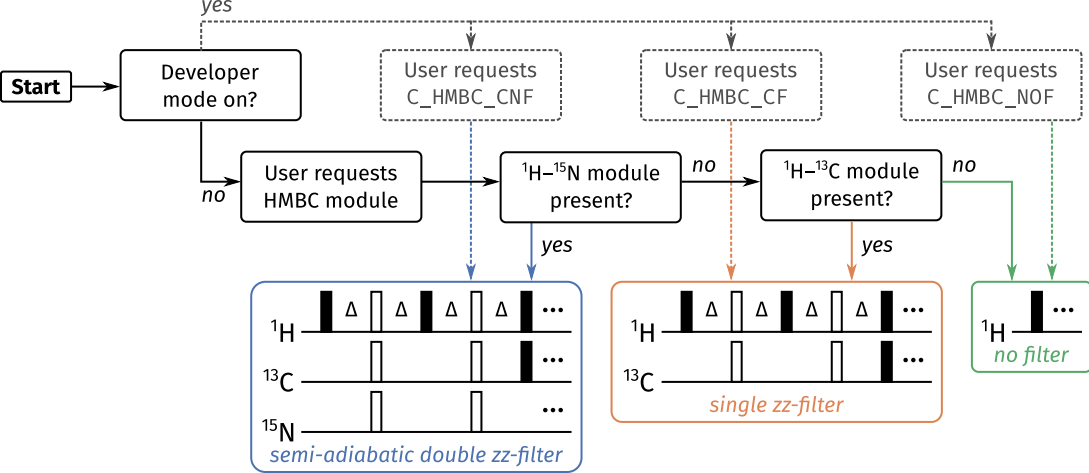 yes
Start
Developer
mode on?
User requests
C_HMBC_CNF
User requests
C_HMBC_CF
User requests
C_HMBC_NOF
no
User requests
HMBC module
¹H–¹⁵N module
present?
no
¹H–¹³C module
present?
no
yes
yes
¹H Δ Δ Δ Δ ···
¹³C ···
¹⁵N ···
semi-adiabatic double zz-filter
¹H Δ Δ Δ Δ ···
¹³C ···
single zz-filter
¹H ···
no filter